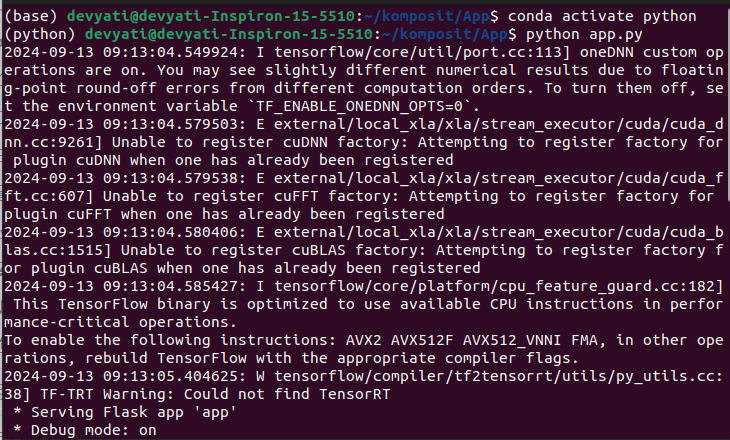 (base) devyati@devyati-Inspiron-15-5510:~/komposit/App$ conda activate python
(python) devyati@devyati-Inspiron-15-5510:~/komposit/App$ python app.py
2024-09-13 09:13:04.549924: I tensorflow/core/util/port.cc:113] oneDNN custom op
erations are on. You may see slightly different numerical results due to floatin
g-point round-off errors from different computation orders. To turn them off, se
t the environment variable `TF_ENABLE_ONEDNN_OPTS=0`.
2024-09-13 09:13:04.579503: E external/local_xla/xla/stream_executor/cuda/cuda_d
nn.cc:9261] Unable to register cuDNN factory: Attempting to register factory for
 plugin cuDNN when one has already been registered
2024-09-13 09:13:04.579538: E external/local_xla/xla/stream_executor/cuda/cuda_f
ft.cc:607] Unable to register cuFFT factory: Attempting to register factory for
plugin cuFFT when one has already been registered
2024-09-13 09:13:04.580406: E external/local_xla/xla/stream_executor/cuda/cuda_b
las.cc:1515] Unable to register cuBLAS factory: Attempting to register factory f
or plugin cuBLAS when one has already been registered
2024-09-13 09:13:04.585427: I tensorflow/core/platform/cpu_feature_guard.cc:182]
 This TensorFlow binary is optimized to use available CPU instructions in perfor
mance-critical operations.
To enable the following instructions: AVX2 AVX512F AVX512_VNNI FMA, in other ope
rations, rebuild TensorFlow with the appropriate compiler flags.
2024-09-13 09:13:05.404625: W tensorflow/compiler/tf2tensorrt/utils/py_utils.cc:
38] TF-TRT Warning: Could not find TensorRT
 * Serving Flask app 'app'
 * Debug mode: on